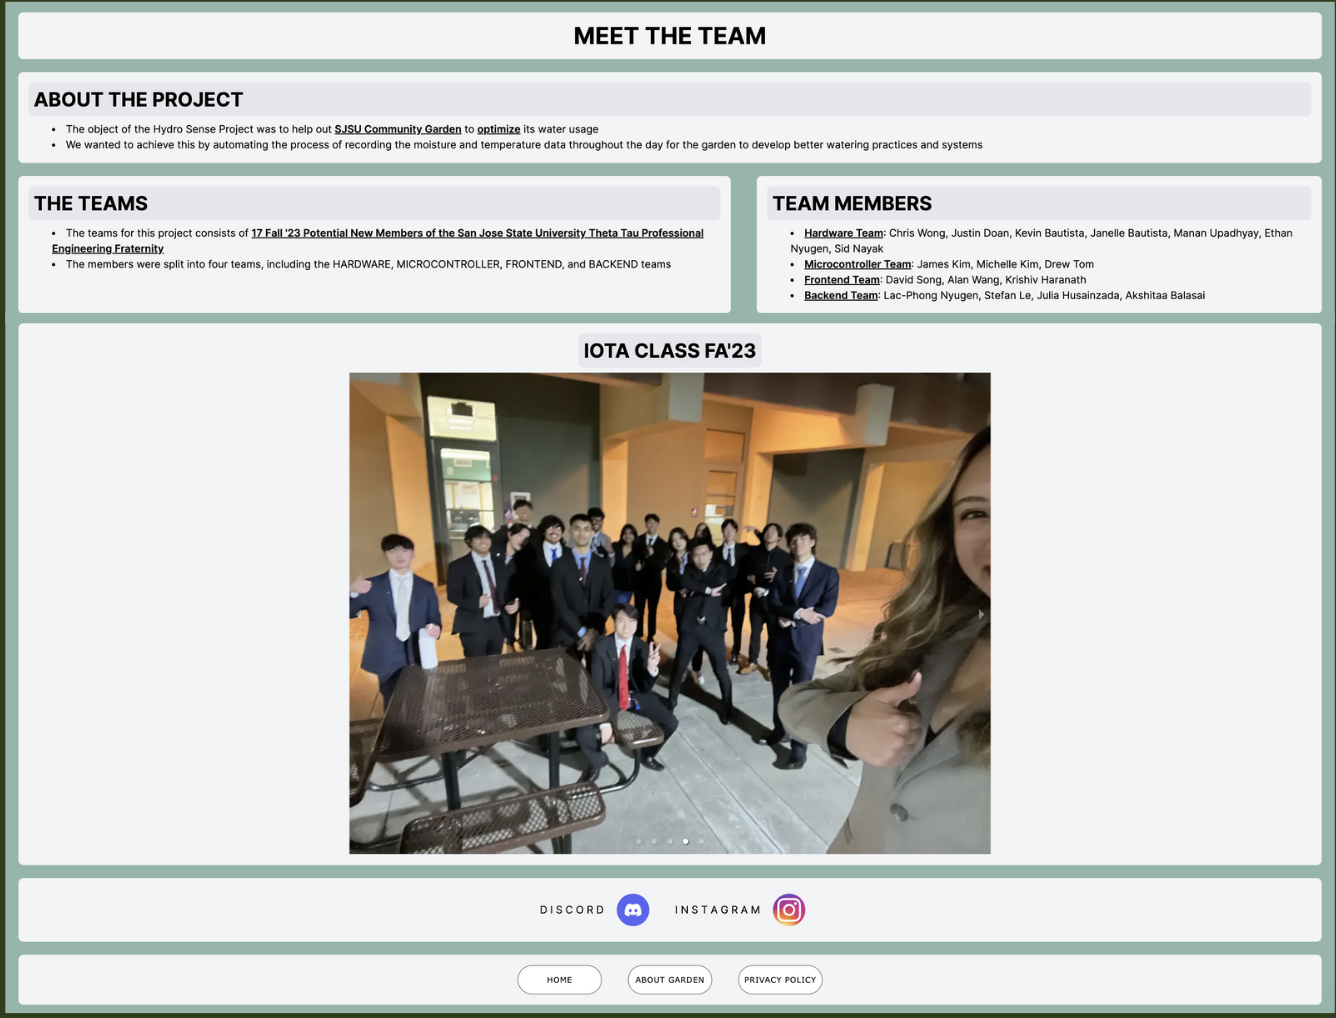 MEET THE TEAM
ABOUT THE PROJECT
• The object of the Hydro Sense Project was to help out SJSU Community Garden to optimize its water usage
• We wanted to achieve this by automating the process of recording the moisture and temperature data throughout the day for the garden to develop better watering practices and systems
THE TEAMS
• The teams for this project consists of 17 Fall '23 Potential New Members of the San Jose State University Theta Tau Professional
Engineering Fraternity
• The members were split into four teams, including the HARDWARE, MICROCONTROLLER, FRONTEND, and BACKEND teams
TEAM MEMBERS
• Hardware Team: Chris Wong, Justin Doan, Kevin Bautista, Janelle Bautista, Manan Upadhyay, Ethan
Nyugen, Sid Nayak
• Microcontroller Team: James Kim, Michelle Kim, Drew Tom
• Frontend Team: David Song, Alan Wang, Krishiv Haranath
• Backend Team: Lac-Phong Nyugen, Stefan Le, Julia Husainzada, Akshitaa Balasai
IOTA CLASS FA'23
DISCORD INSTAGRAM
HOME ABOUT GARDEN PRIVACY POLICY